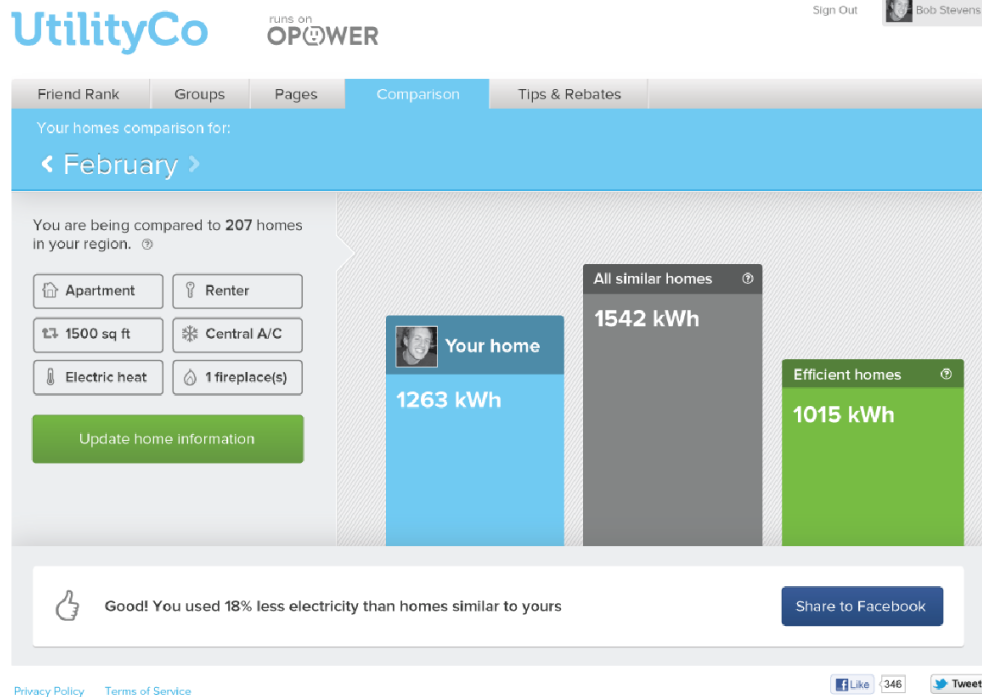 UtilityCo
runs on
OPOWER
Sign Out
Bob Stevens
Friend Rank
Groups
Pages
Comparison
Tips & Rebates
Your homes comparison for:
< February >
You are being compared to 207 homes
in your region. ?
Apartment
Renter
1500 sq ft
Central A/C
Electric heat
1 fireplace(s)
Update home information
Your home
1263 kWh
All similar homes ?
1542 kWh
Efficient homes ?
1015 kWh
Good! You used 18% less electricity than homes similar to yours
Share to Facebook
Privacy Policy
Terms of Service
f Like
346
Tweet